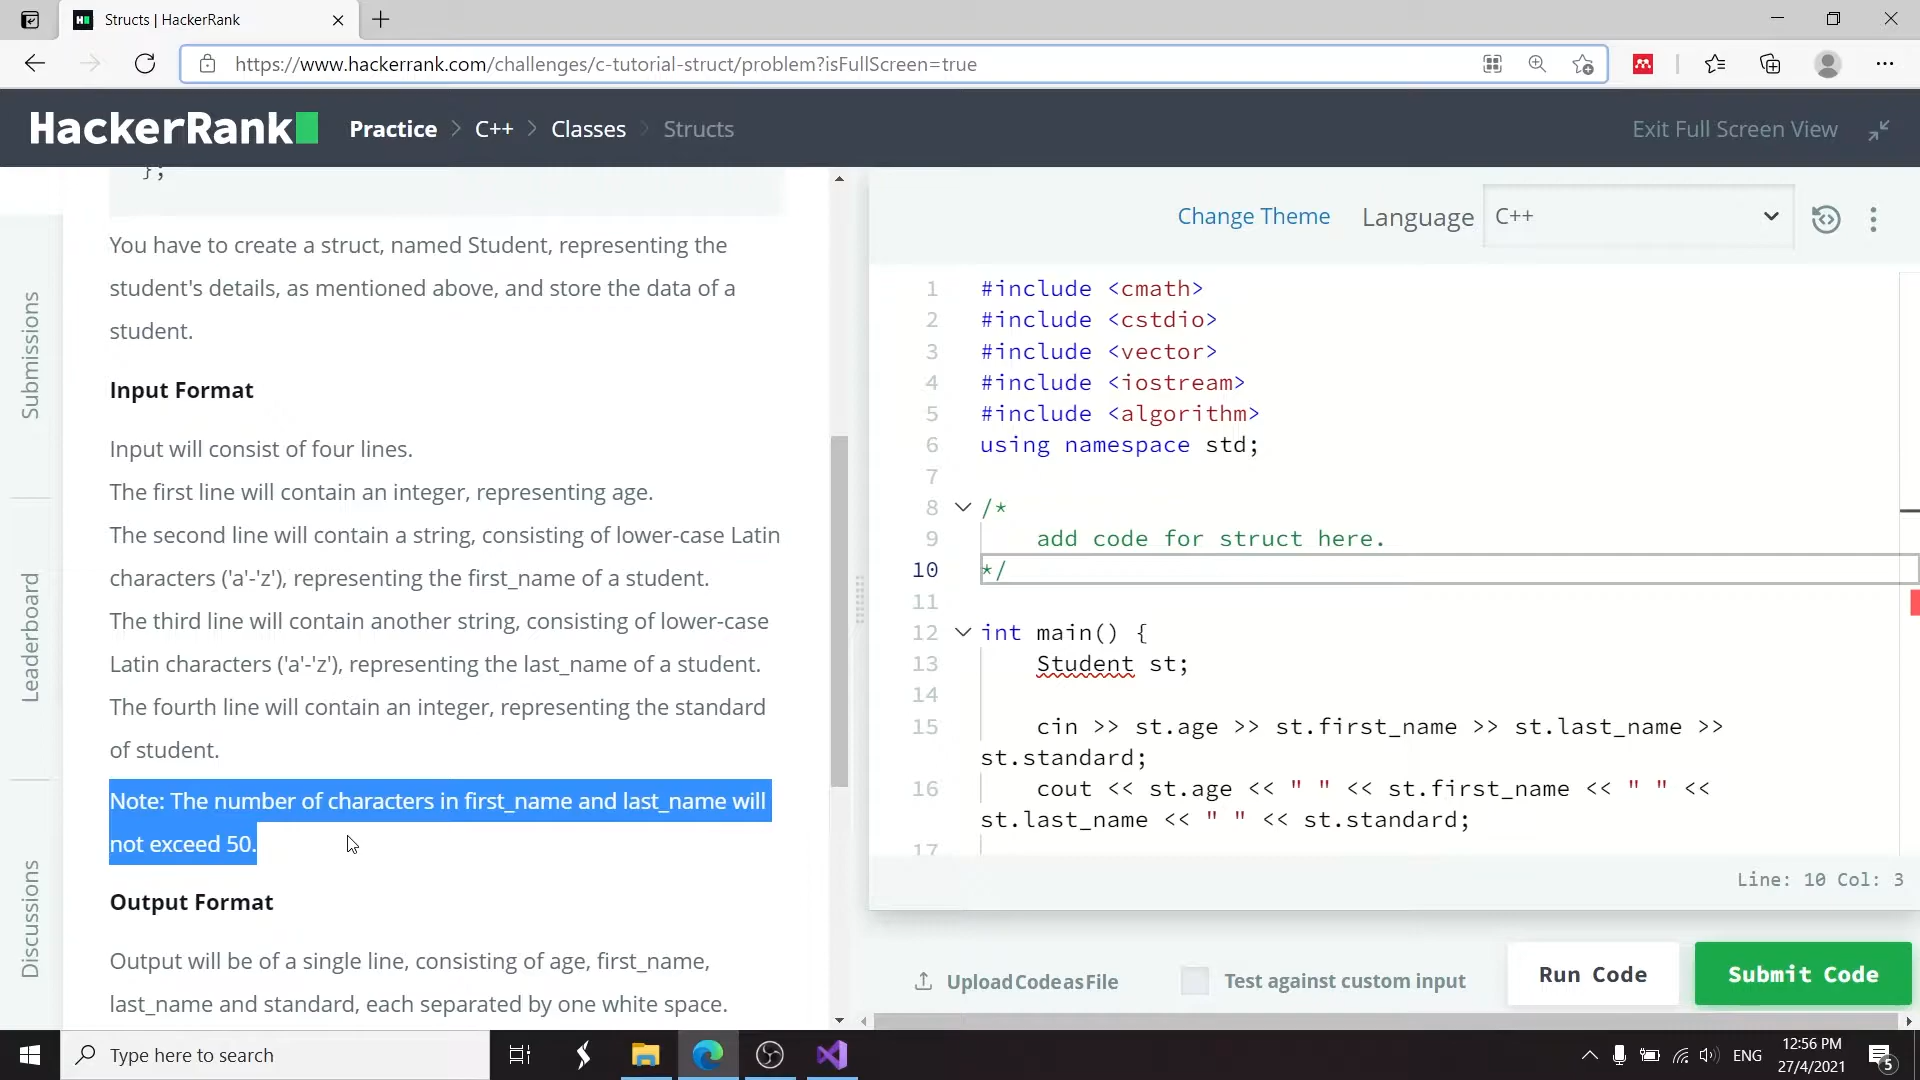 Structs | HackerRank
https://www.hackerrank.com/challenges/c-tutorial-struct/problem?isFullScreen=true
HackerRank
Practice > C++ > Classes > Structs
Exit Full Screen View
};
You have to create a struct, named Student, representing the
student's details, as mentioned above, and store the data of a
student.
Input Format
Input will consist of four lines.
The first line will contain an integer, representing age.
The second line will contain a string, consisting of lower-case Latin
characters ('a'-'z'), representing the first_name of a student.
The third line will contain another string, consisting of lower-case
Latin characters ('a'-'z'), representing the last_name of a student.
The fourth line will contain an integer, representing the standard
of student.
Note: The number of characters in first_name and last_name will
not exceed 50.
Output Format
Output will be of a single line, consisting of age, first_name,
last_name and standard, each separated by one white space.
Submissions
Leaderboard
Discussions
Change Theme
Language
C++
1 #include <cmath>
2 #include <cstdio>
3 #include <vector>
4 #include <iostream>
5 #include <algorithm>
6 using namespace std;
7
8 /*
9 add code for struct here.
10 */
11
12 int main() {
13 Student st;
14
15 cin >> st.age >> st.first_name >> st.last_name >>
st.standard;
16 cout << st.age << " " << st.first_name << " " <<
st.last_name << " " << st.standard;
17
Line: 10 Col: 3
Upload Code as File
Test against custom input
Run Code
Submit Code
Type here to search
ENG
12:56 PM
27/4/2021
5